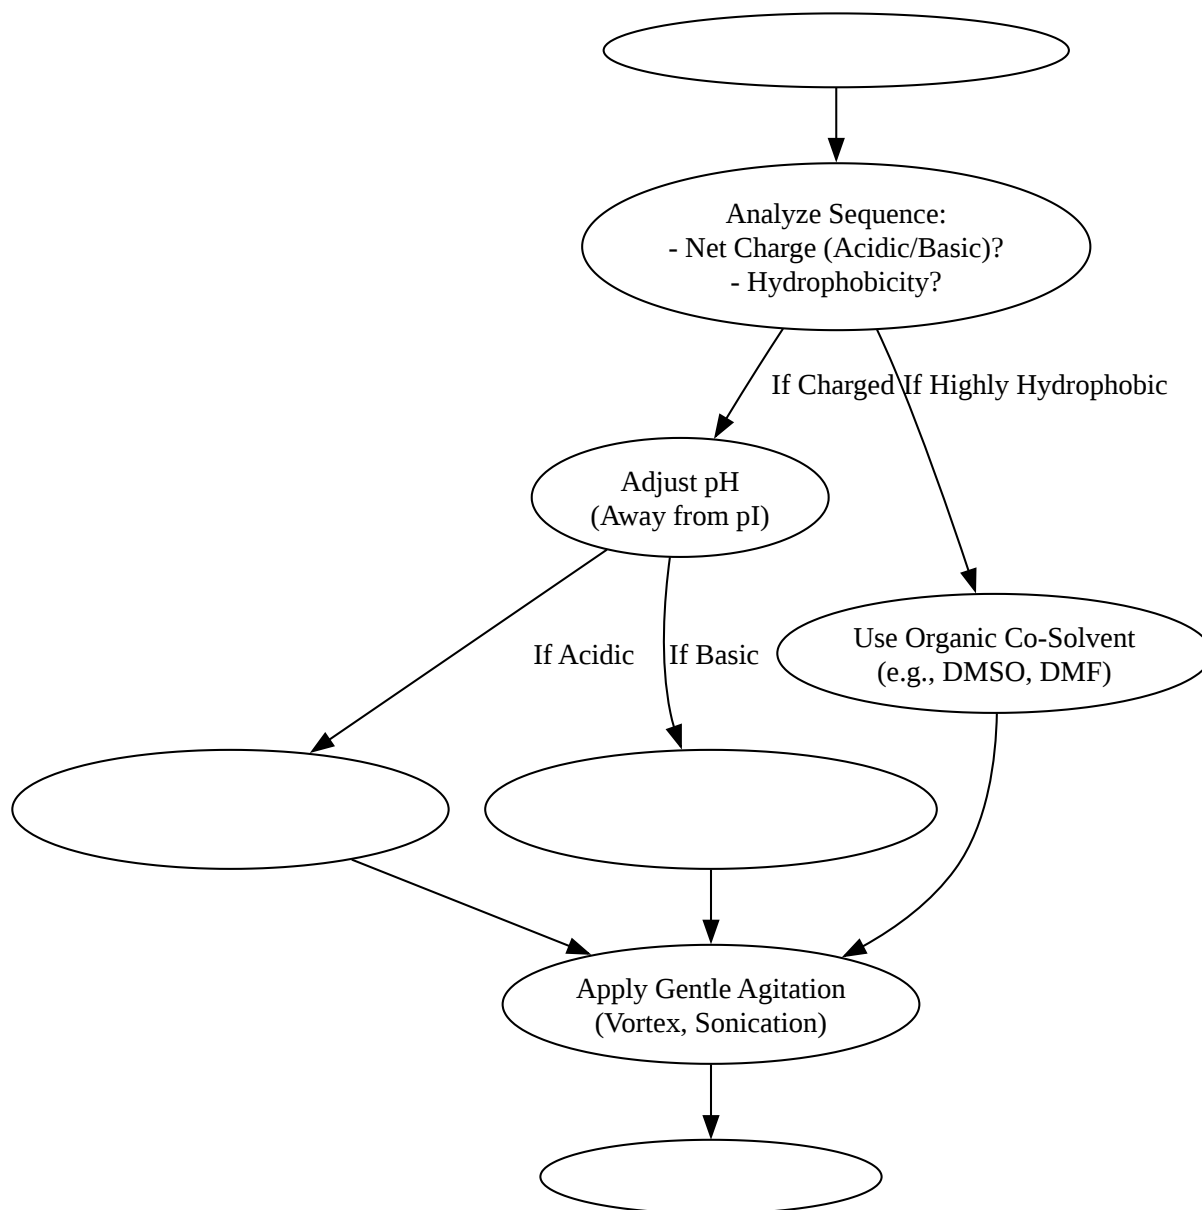 Analyze Sequence:
- Net Charge (Acidic/Basic)?
- Hydrophobicity?
If Charged
If Highly Hydrophobic
Adjust pH
(Away from pI)
Use Organic Co-Solvent
(e.g., DMSO, DMF)
If Acidic
If Basic
Apply Gentle Agitation
(Vortex, Sonication)